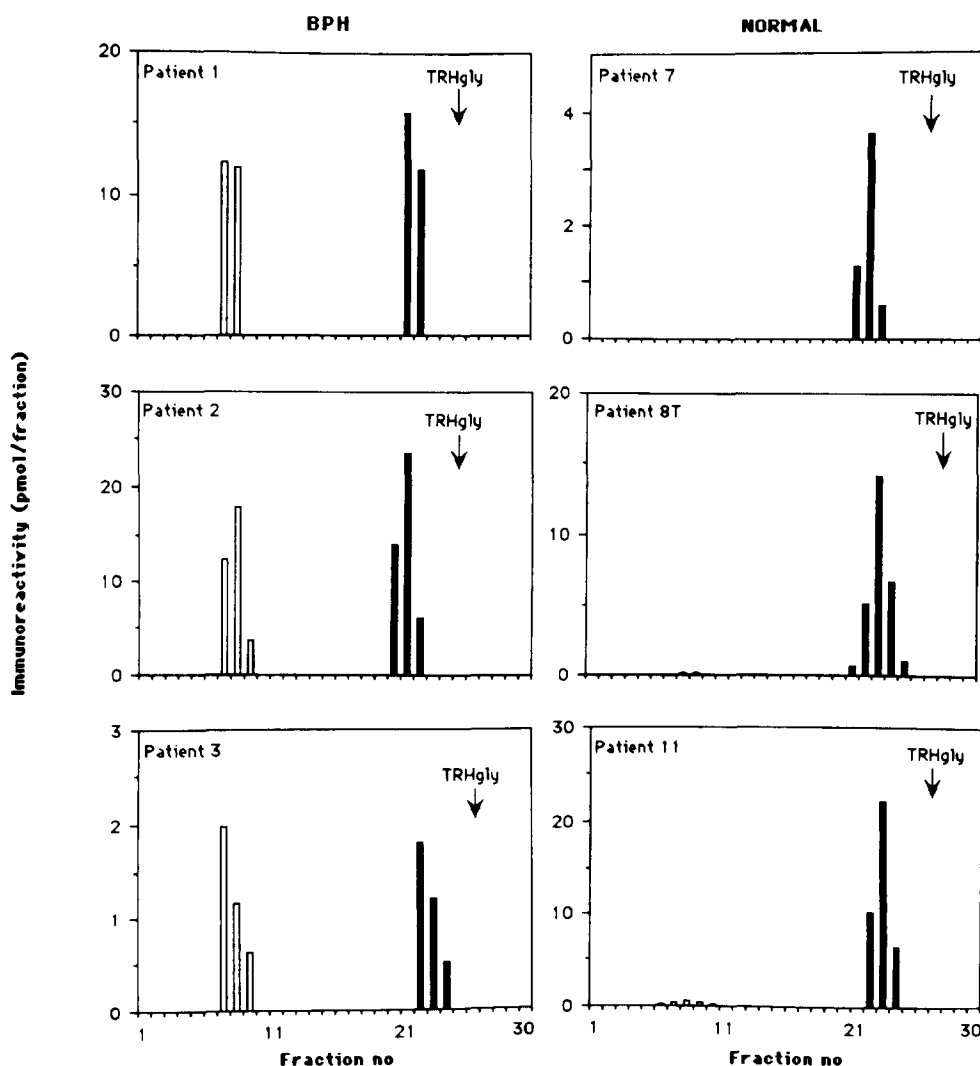 BPH
NORMAL
Immunoreactivity (pmol/fraction)
Patient 1
TRHgly
20
10
0
Patient 7
TRHgly
4
2
0
Patient 2
TRHgly
30
20
10
0
Patient 8T
TRHgly
20
10
0
Patient 3
TRHgly
3
2
1
0
1
11
21
30
Fraction no
Patient 11
TRHgly
30
20
10
0
1
11
21
30
Fraction no